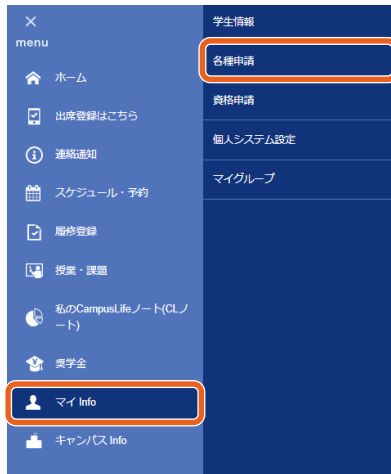 ×
menu
ホーム
出席登録はこちら
連絡通知
スケジュール・予約
履修登録
授業・課題
私のCampusLifeノート(CLノ
ート)
奨学金
マイ Info
キャンパス Info
学生情報
各種申請
資格申請
個人システム設定
マイグループ